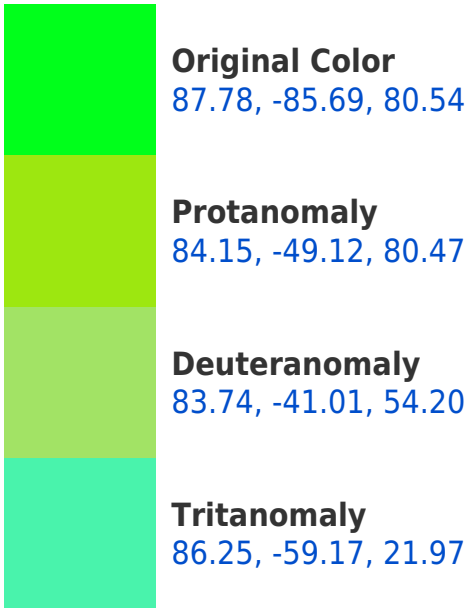 Original Color
87.78, -85.69, 80.54
Protanomaly
84.15, -49.12, 80.47
Deuteranomaly
83.74, -41.01, 54.20
Tritanomaly
86.25, -59.17, 21.97